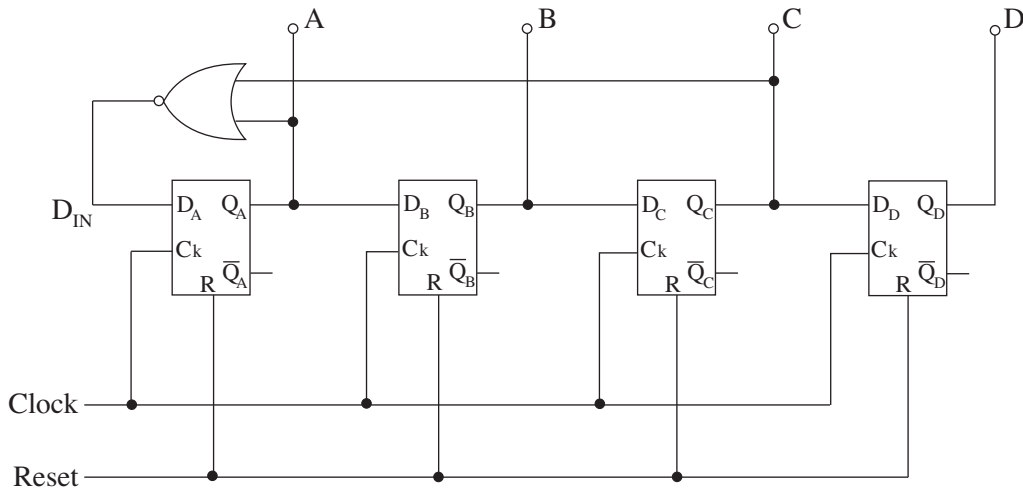 A B C D
D_IN
D_A Q_A D_B Q_B D_C Q_C D_D Q_D
Ck Ck Ck Ck
R Q̅_A R Q̅_B R Q̅_C R Q̅_D
Clock
Reset